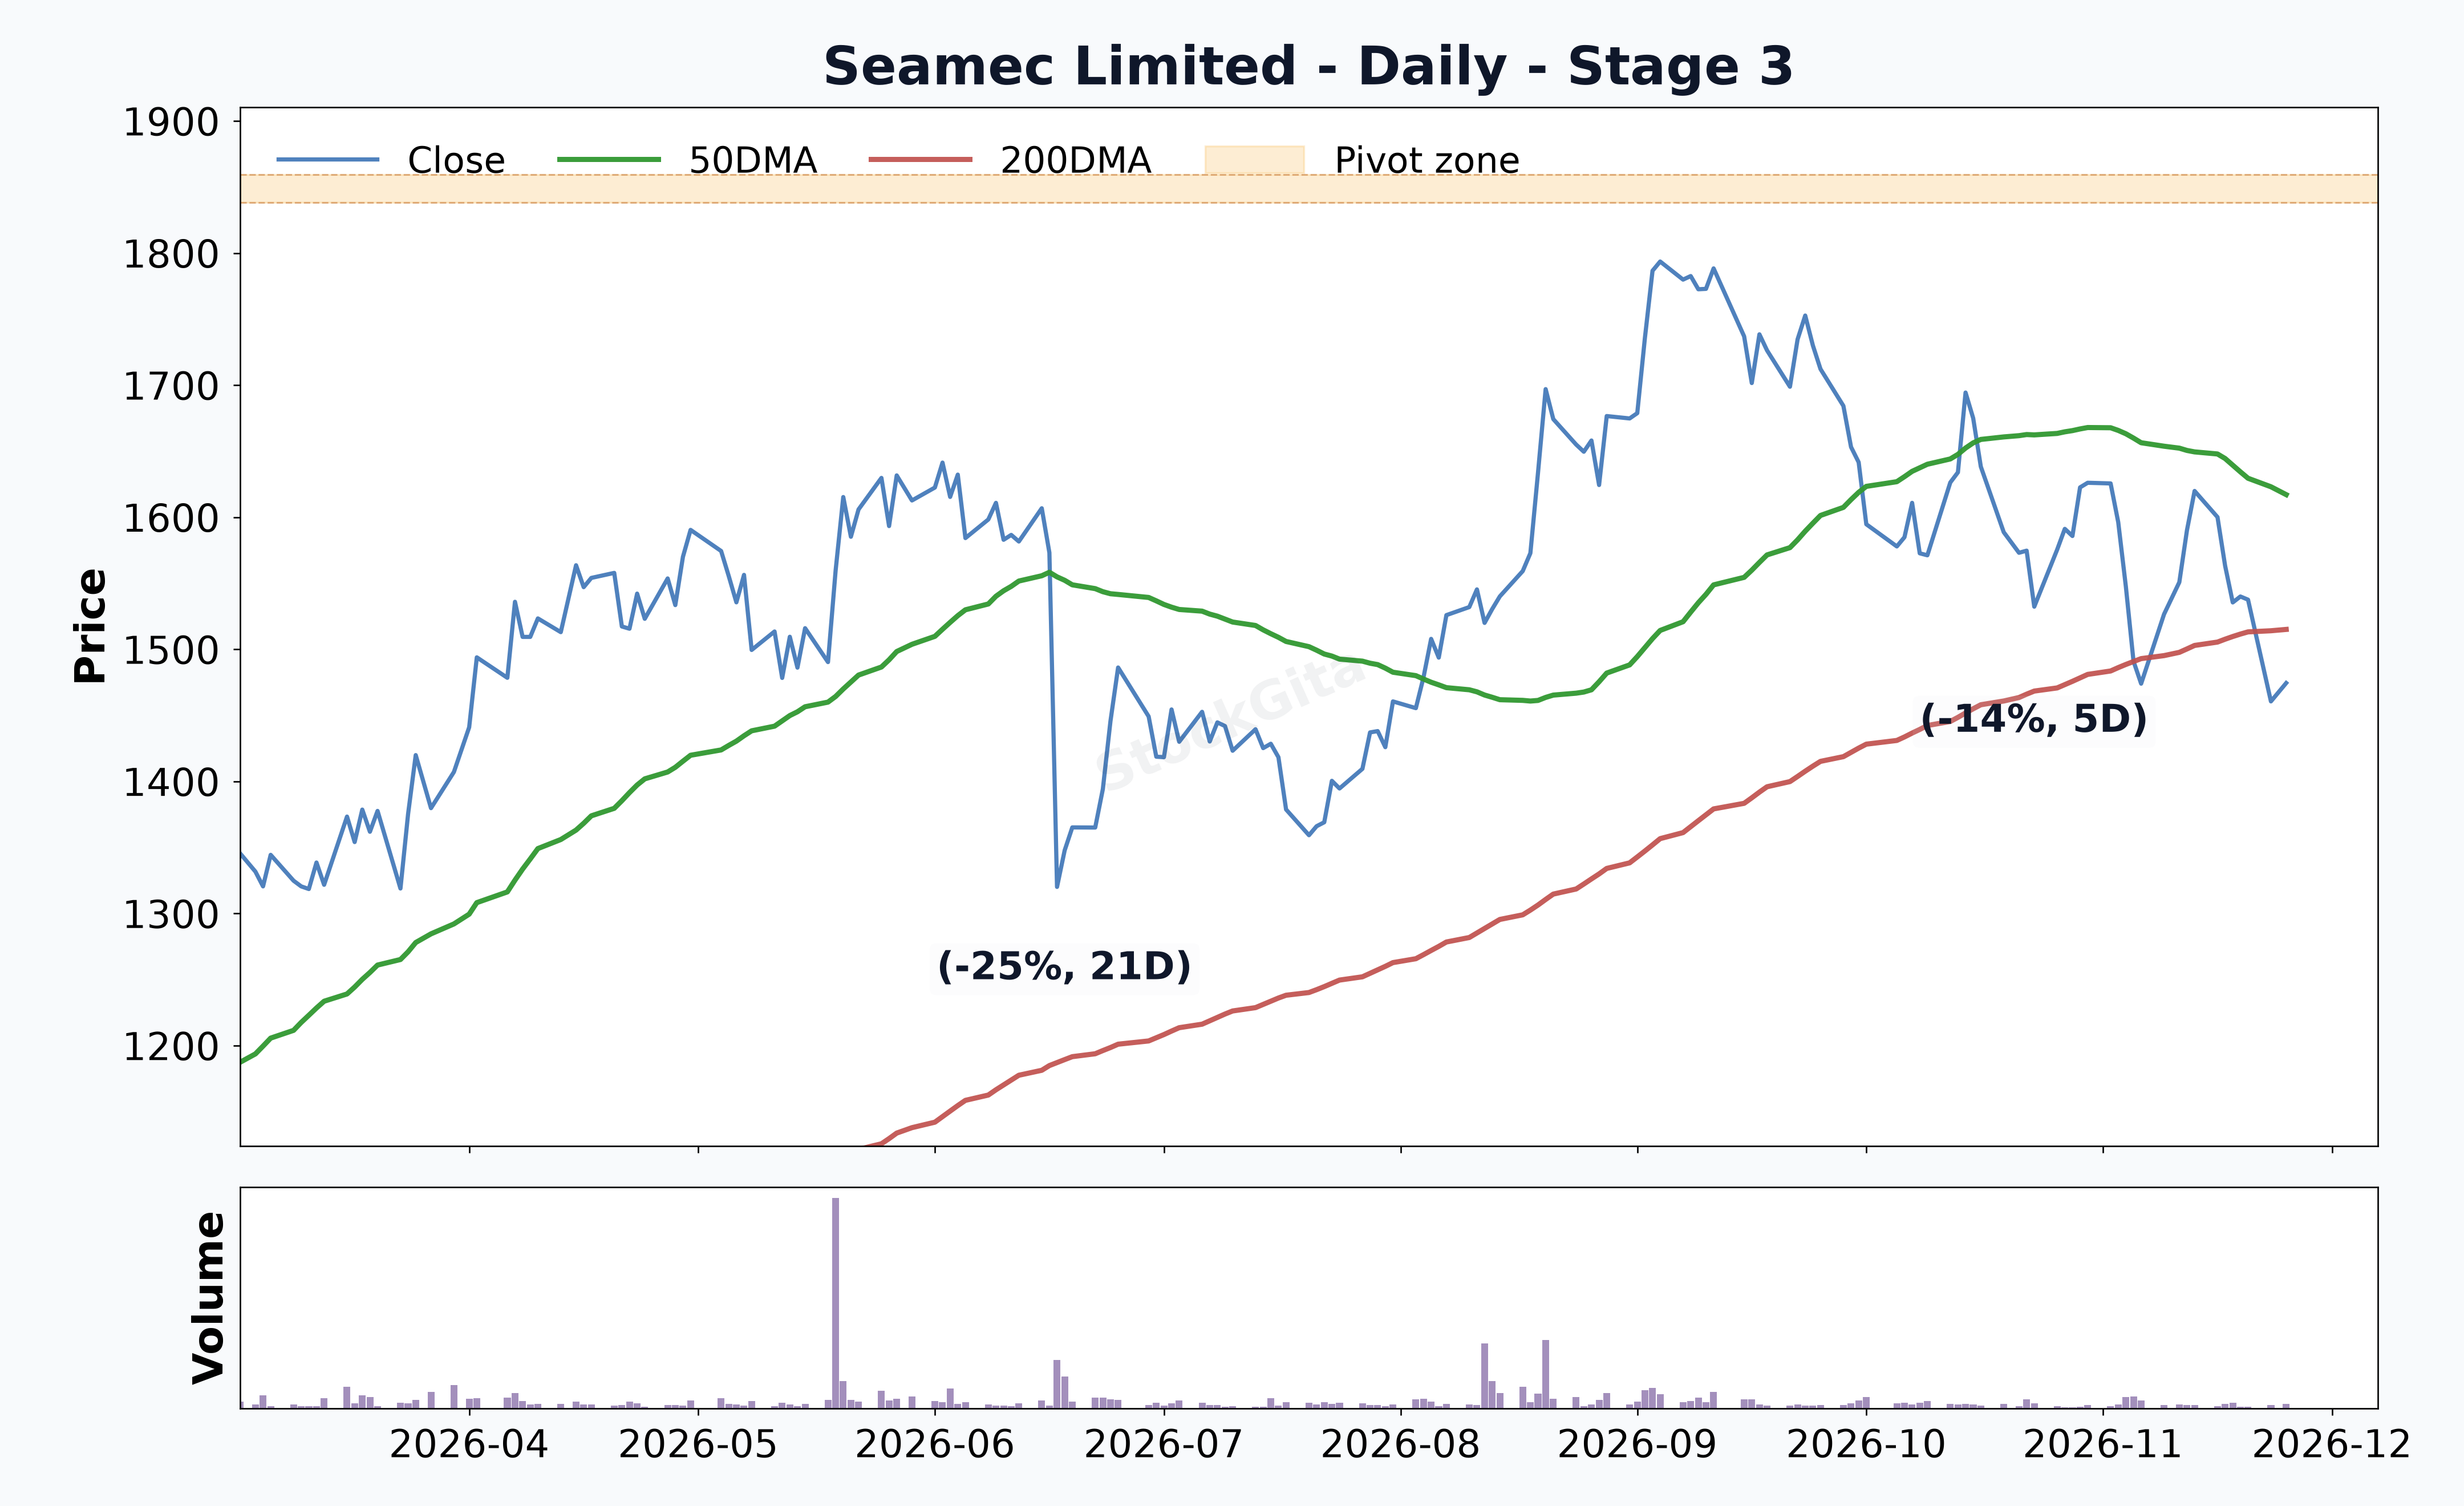 Seamec Limited - Daily - Stage 3
Close 50DMA 200DMA Pivot zone
1900
1800
1700
1600
1500
1400
1300
1200
Price
StockGita
(-14%, 5D)
(-25%, 21D)
Volume
2026-04 2026-05 2026-06 2026-07 2026-08 2026-09 2026-10 2026-11 2026-12